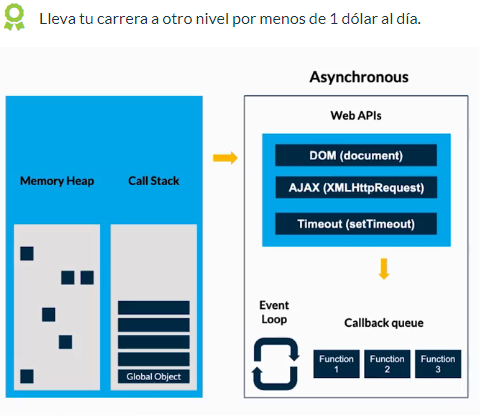 Lleva tu carrera a otro nivel por menos de 1 dólar al día.
Asynchronous
Web APIs
DOM (document)
AJAX (XMLHttpRequest)
Timeout (setTimeout)
Memory Heap
Call Stack
Global Object
Event
Loop
Callback queue
Function
1
Function
2
Function
3